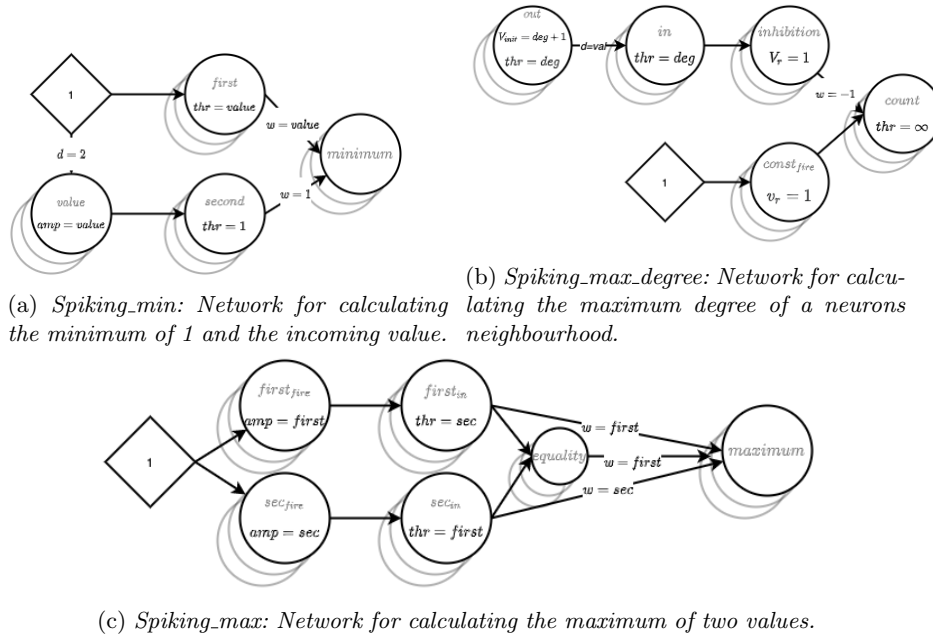 1
first
thr = value
w = value
d = 2
minimum
value
amp = value
second
thr = 1
w = 1
(a) Spiking_min: Network for calculating
the minimum of 1 and the incoming value.
out
V_init = deg + 1
thr = deg
d=val
in
thr = deg
inhibition
V_r = 1
w = −1
count
thr = ∞
1
const_fire
v_r = 1
(b) Spiking_max_degree: Network for calcu-
lating the maximum degree of a neurons
neighbourhood.
first_fire
amp = first
first_in
thr = sec
w = first
1
equality
w = first
maximum
w = sec
sec_fire
amp = sec
sec_in
thr = first
(c) Spiking_max: Network for calculating the maximum of two values.